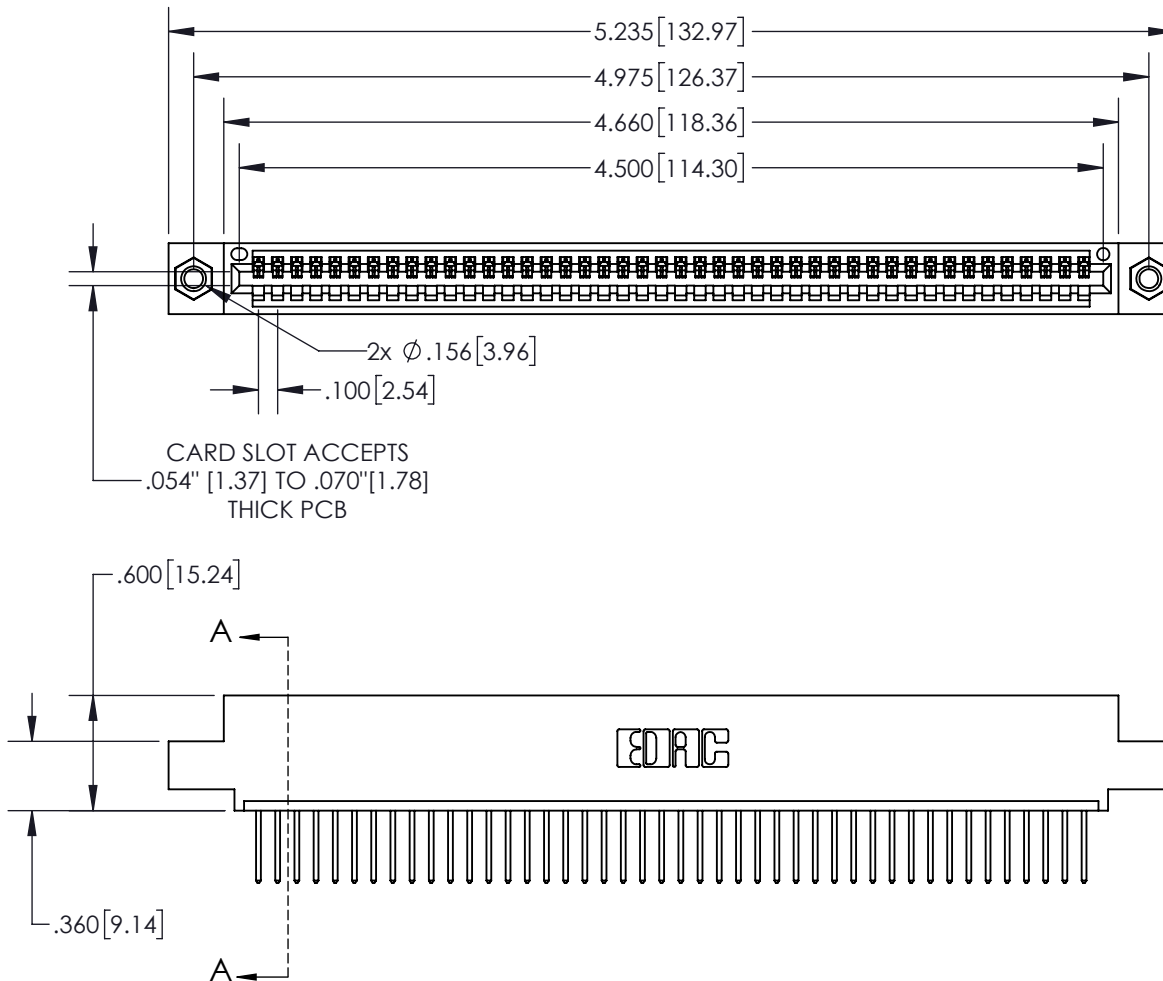 5.235[132.97]
4.975[126.37]
4.660[118.36]
4.500[114.30]
2x Ø.156[3.96]
.100[2.54]
CARD SLOT ACCEPTS
.054" [1.37] TO .070"[1.78]
THICK PCB
.600[15.24]
A
EDAC
.360[9.14]
A